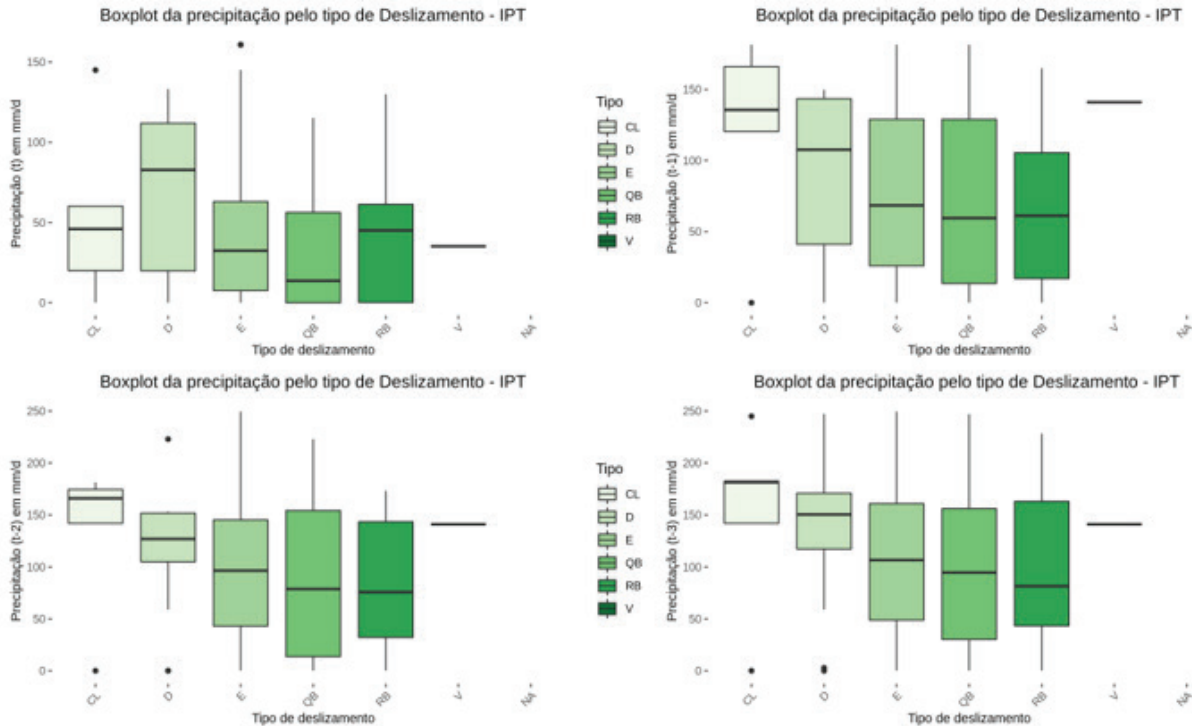 Boxplot da precipitação pelo tipo de Deslizamento - IPT
Precipitação (t) em mm/d
150
100
50
0
CL
D
E
QB
RB
V
NA
Tipo de deslizamento
Tipo
CL
D
E
QB
RB
V
Boxplot da precipitação pelo tipo de Deslizamento - IPT
Precipitação (t-1) em mm/d
150
100
50
0
CL
D
E
QB
RB
V
NA
Tipo de deslizamento
Boxplot da precipitação pelo tipo de Deslizamento - IPT
Precipitação (t-2) em mm/d
250
200
150
100
50
0
CL
D
E
QB
RB
V
NA
Tipo de deslizamento
Tipo
CL
D
E
QB
RB
V
Boxplot da precipitação pelo tipo de Deslizamento - IPT
Precipitação (t-3) em mm/d
250
200
150
100
50
0
CL
D
E
QB
RB
V
NA
Tipo de deslizamento